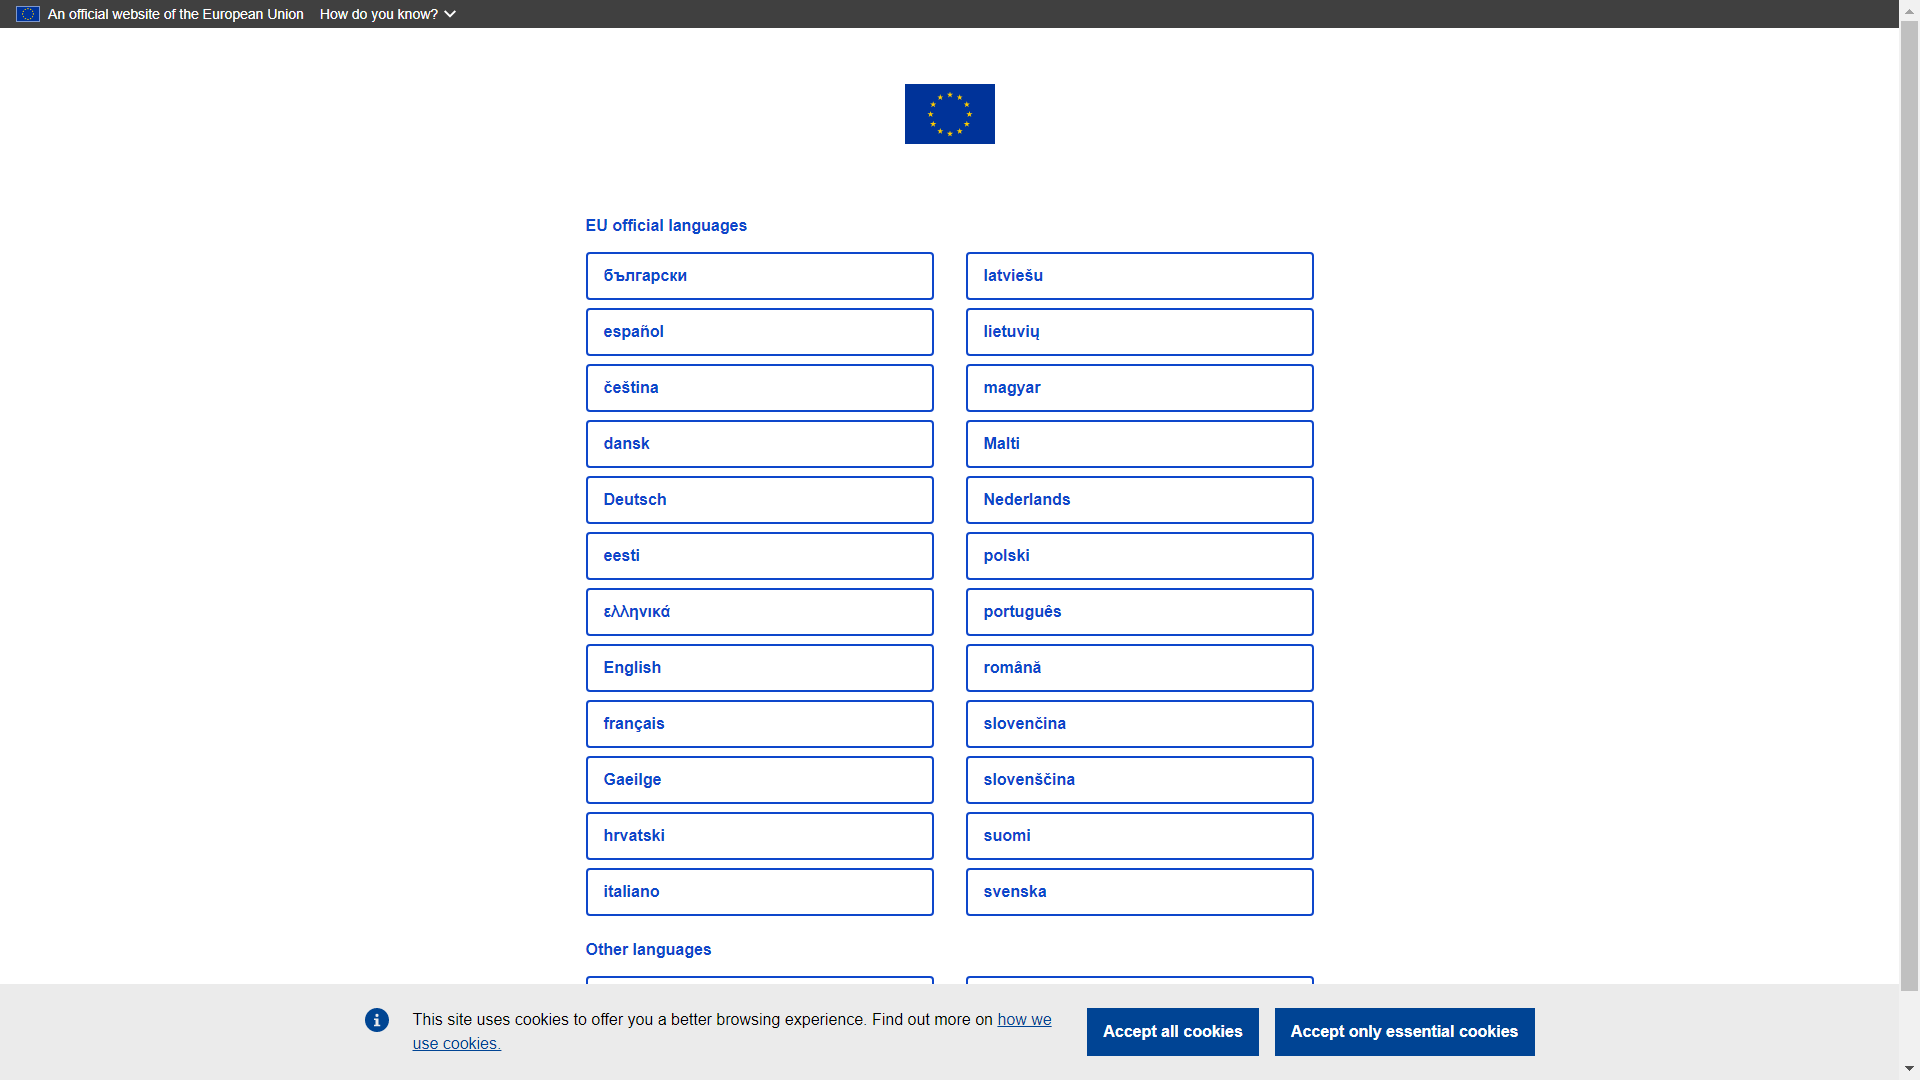 An official website of the European Union How do you know?
EU official languages
български
español
čeština
dansk
Deutsch
eesti
ελληνικά
English
français
Gaeilge
hrvatski
italiano
latviešu
lietuvių
magyar
Malti
Nederlands
polski
português
română
slovenčina
slovenščina
suomi
svenska
Other languages
This site uses cookies to offer you a better browsing experience. Find out more on how we
use cookies.
Accept all cookies
Accept only essential cookies